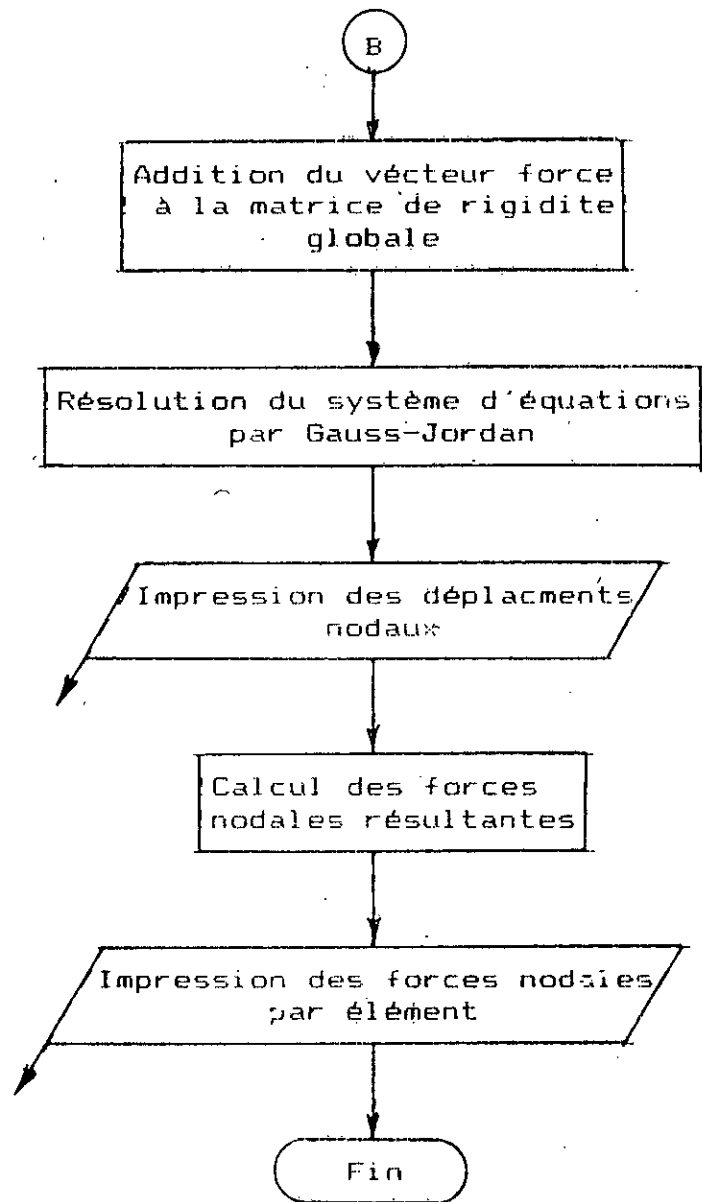 B
Addition du vécteur force
à la matrice de rigidite
globale
Résolution du système d'équations
par Gauss-Jordan
Impression des déplacments
nodaux
Calcul des forces
nodales résultantes
Impression des forces nodales
par élément
Fin